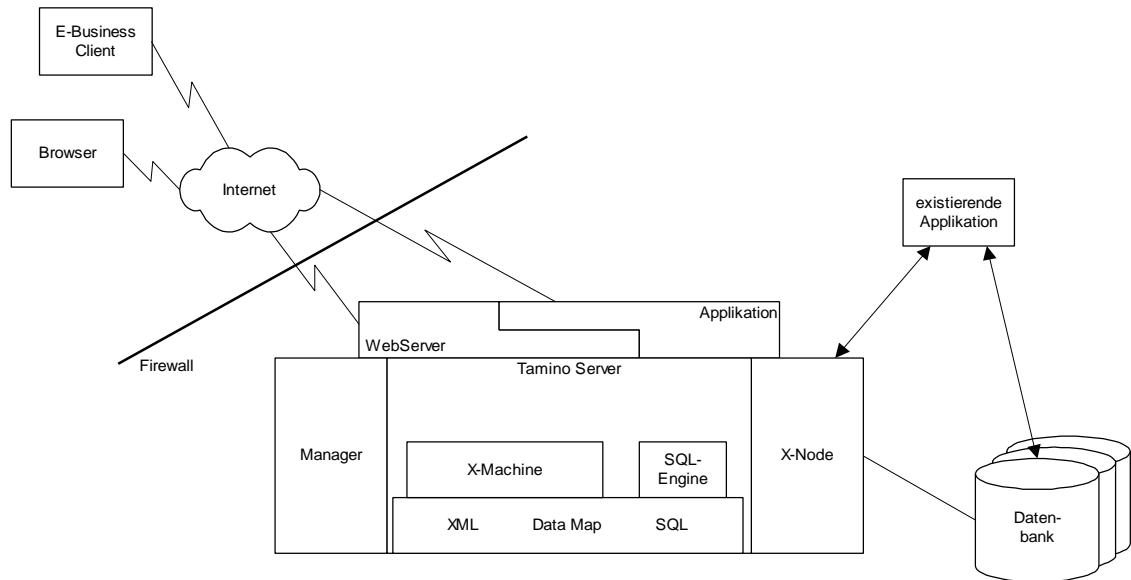 E-Business
Client
Browser
Internet
existierende
Applikation
Applikation
WebServer
Firewall
Tamino Server
Manager
X-Machine
SQL-
Engine
X-Node
XML Data Map SQL
Daten-
bank